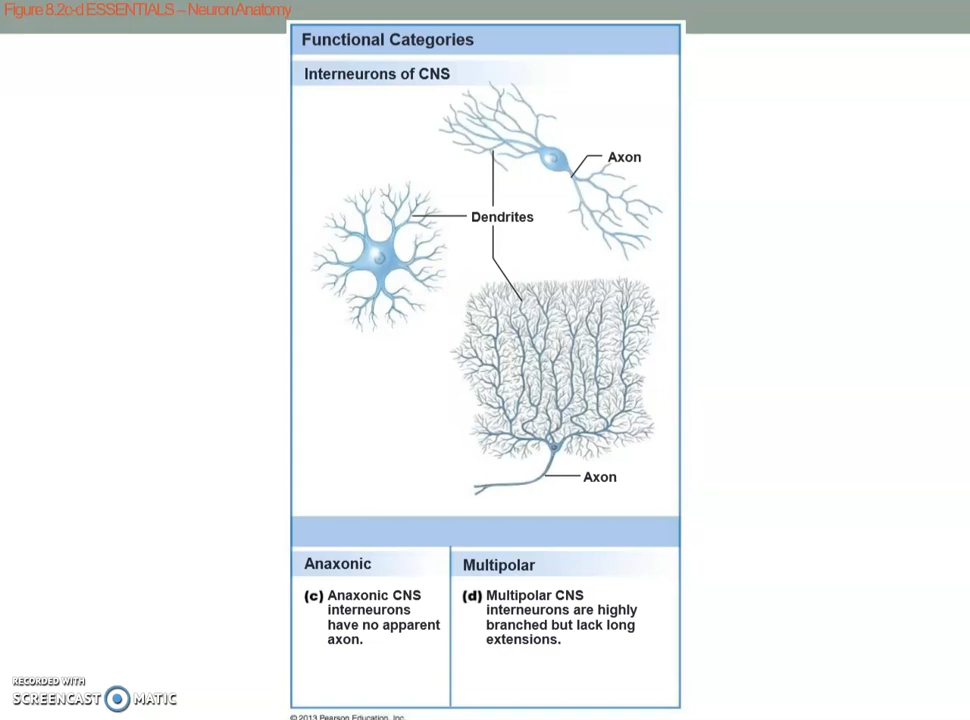 Figure 8.2c-d ESSENTIALS – Neuron Anatomy
Functional Categories
Interneurons of CNS
Axon
Dendrites
Axon
Anaxonic
(c) Anaxonic CNS
interneurons
have no apparent
axon.
Multipolar
(d) Multipolar CNS
interneurons are highly
branched but lack long
extensions.
RECORDED WITH
SCREENCAST MATIC
© 2013 Pearson Education, Inc.